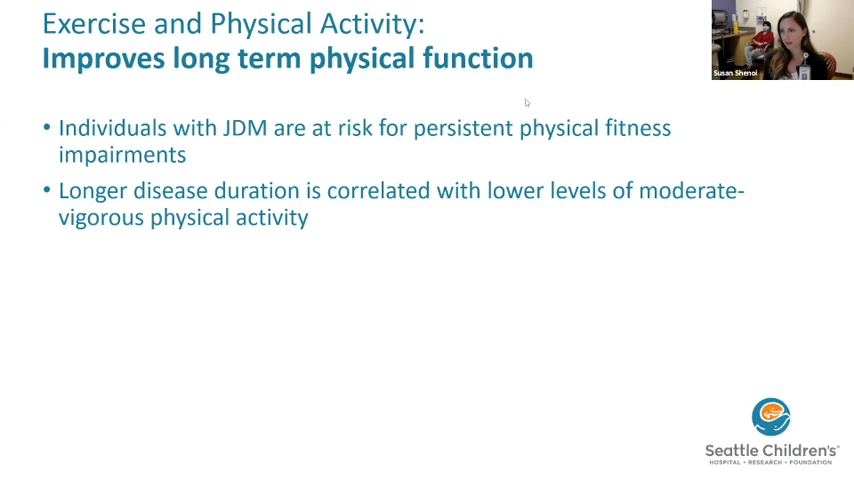 Exercise and Physical Activity:
Improves long term physical function
Susan Shenoi
• Individuals with JDM are at risk for persistent physical fitness
impairments
• Longer disease duration is correlated with lower levels of moderate-
vigorous physical activity
Seattle Children's®
HOSPITAL • RESEARCH • FOUNDATION